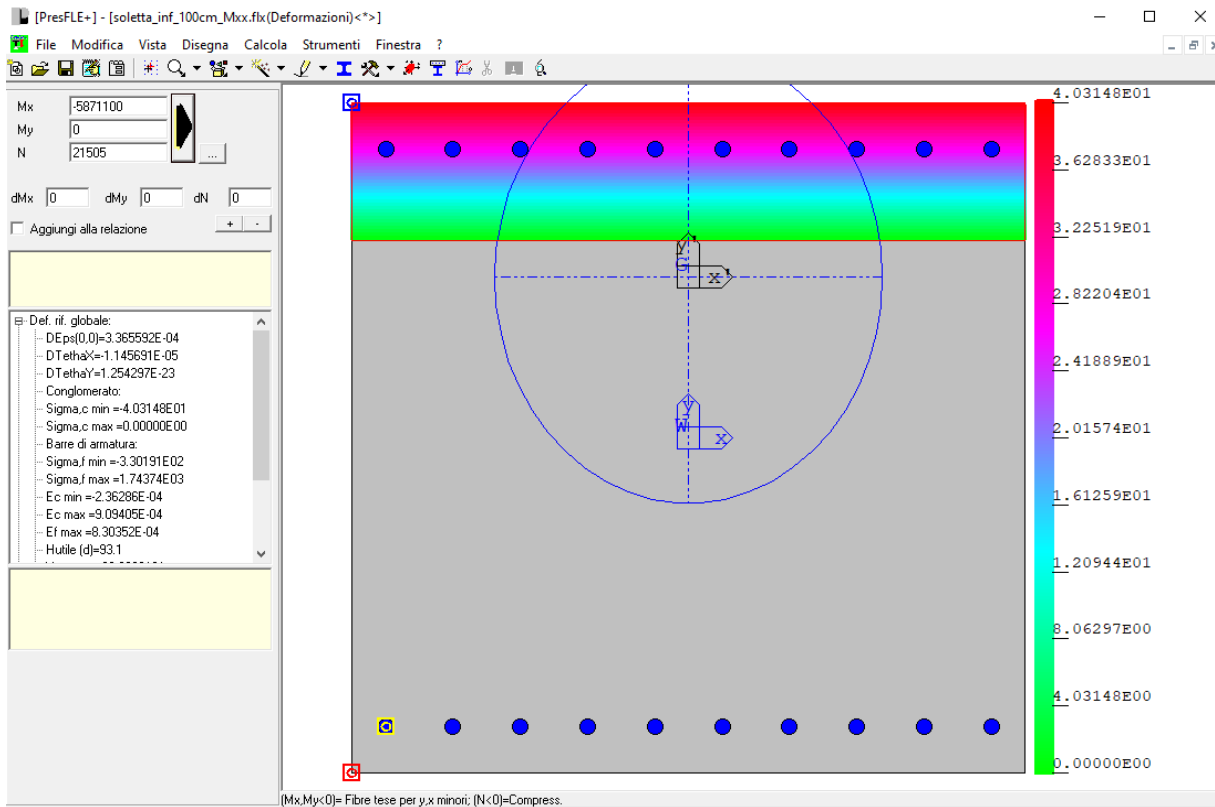 [PresFLE+] - [soletta_inf_100cm_Mxx.flx(Deformazioni)<*>]
File Modifica Vista Disegna Calcola Strumenti Finestra ?
Mx -5871100
My 0
N 21505
...
dMx 0 dMy 0 dN 0
Aggiungi alla relazione + -
Def. rif. globale:
DEps(0,0)=3.365592E-04
DTethaX=-1.145691E-05
DTethaY=1.254297E-23
Conglomerato:
Sigma,c min =-4.03148E01
Sigma,c max =0.00000E00
Barre di armatura:
Sigma,f min =-3.30191E02
Sigma,f max =1.74374E03
Ec min =-2.36286E-04
Ec max =9.09405E-04
Ef max =8.30352E-04
Hutile (d)=93.1
y
G
x
y
W
x
4.03148E01
3.62833E01
3.22519E01
2.82204E01
2.41889E01
2.01574E01
1.61259E01
1.20944E01
8.06297E00
4.03148E00
0.00000E00
(Mx,My<0)= Fibre tese per y,x minori; (N<0)=Compress.